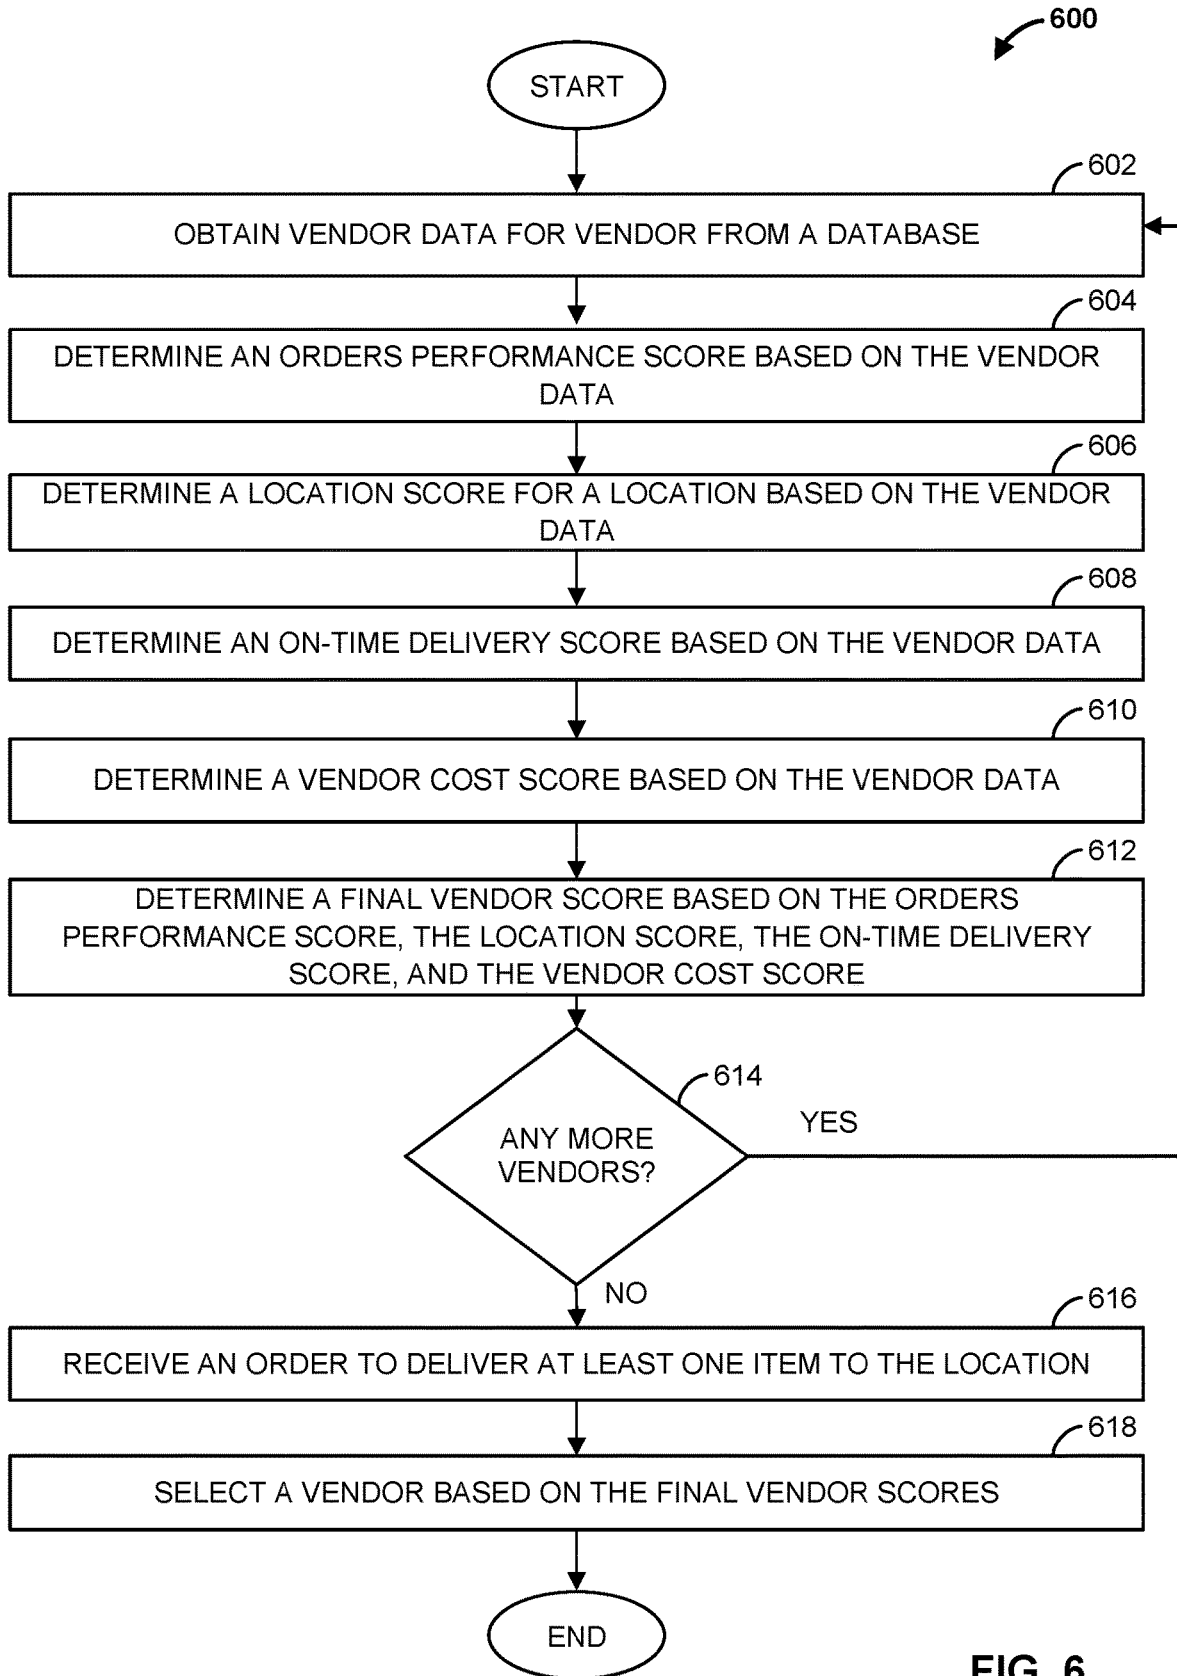 600
START
602
OBTAIN VENDOR DATA FOR VENDOR FROM A DATABASE
604
DETERMINE AN ORDERS PERFORMANCE SCORE BASED ON THE VENDOR
DATA
606
DETERMINE A LOCATION SCORE FOR A LOCATION BASED ON THE VENDOR
DATA
608
DETERMINE AN ON-TIME DELIVERY SCORE BASED ON THE VENDOR DATA
610
DETERMINE A VENDOR COST SCORE BASED ON THE VENDOR DATA
612
DETERMINE A FINAL VENDOR SCORE BASED ON THE ORDERS
PERFORMANCE SCORE, THE LOCATION SCORE, THE ON-TIME DELIVERY
SCORE, AND THE VENDOR COST SCORE
614
ANY MORE
VENDORS?
YES
NO
616
RECEIVE AN ORDER TO DELIVER AT LEAST ONE ITEM TO THE LOCATION
618
SELECT A VENDOR BASED ON THE FINAL VENDOR SCORES
END
FIG. 6